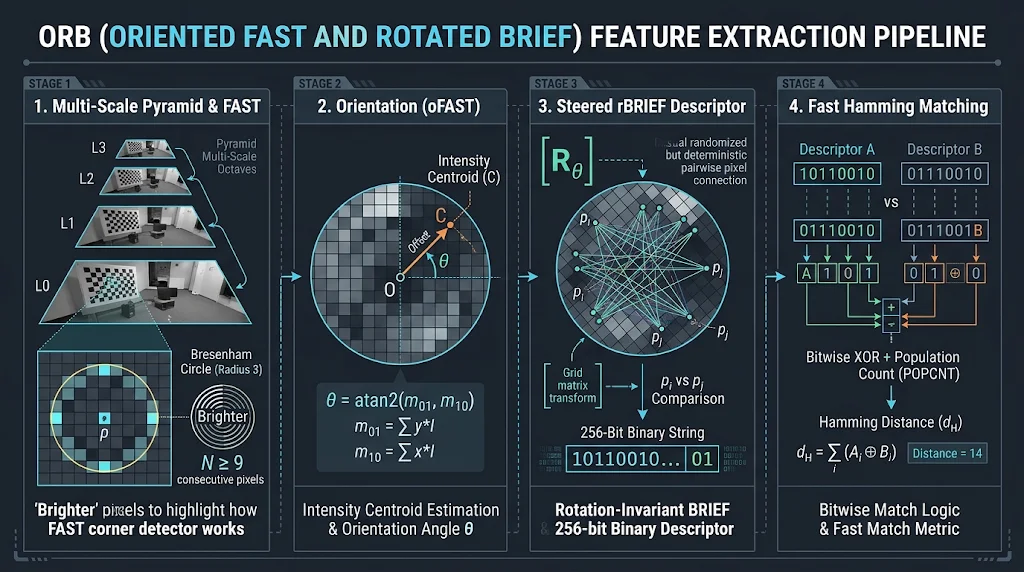 ORB (ORIENTED FAST AND ROTATED BRIEF) FEATURE EXTRACTION PIPELINE
STAGE 1
1. Multi-Scale Pyramid & FAST
L3
L2
L1
L0
Pyramid
Multi-Scale
Octaves
p
Bresenham
Circle (Radius 3)
Brighter
N ≥ 9
consecutive pixels
'Brighter' pixels to highlight how
FAST corner detector works
STAGE 2
2. Orientation (oFAST)
Intensity
Centroid (C)
C
Offset
θ
O
θ = atan2(m₀₁, m₁₀)
m₀₁ = ∑ y*I
m₁₀ = ∑ x*I
Intensity Centroid Estimation
& Orientation Angle θ
STAGE 3
3. Steered rBRIEF Descriptor
[Rθ]
randomized
but deterministic
pairwise pixel
connection
pᵢ
pⱼ
pᵢ
pⱼ
pⱼ
Grid
matrix
transform
pᵢ vs pⱼ
Comparison
256-Bit Binary String
10110010... 01
Rotation-Invariant BRIEF
& 256-bit Binary Descriptor
STAGE 4
4. Fast Hamming Matching
Descriptor A Descriptor B
10110010 01110010
vs
01110010 0111001B
A 1 0 1 0 1 ⊕ 0
+
-
Bitwise XOR + Population
Count (POPCNT)
Hamming Distance (dH)
dH = ∑ᵢ (Aᵢ ⊕ Bᵢ) Distance = 14
Bitwise Match Logic
& Fast Match Metric